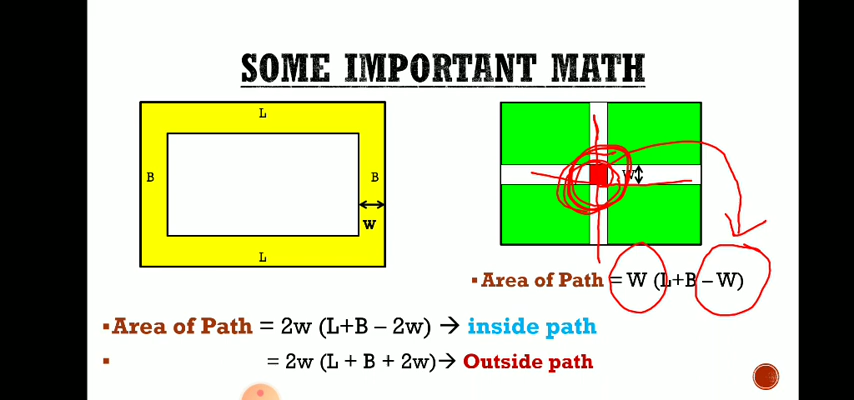 SOME IMPORTANT MATH
L
B
B
W
L
W
▪Area of Path = W (L+B – W)
▪Area of Path = 2w (L+B – 2w) → inside path
▪ = 2w (L + B + 2w)→ Outside path